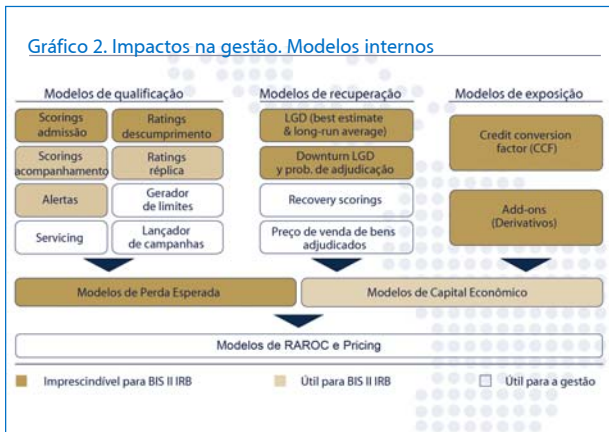 Gráfico 2. Impactos na gestão. Modelos internos
Modelos de qualificação
Modelos de recuperação
Modelos de exposição
Scorings
admissão
Ratings
descumprimento
Scorings
acompanhamento
Ratings
réplica
Alertas
Gerador
de limites
Servicing
Lançador
de campanhas
LGD (best estimate
& long-run average)
Downturn LGD
y prob. de adjudicação
Recovery scorings
Preço de venda de bens
adjudicados
Credit conversion
factor (CCF)
Add-ons
(Derivativos)
Modelos de Perda Esperada
Modelos de Capital Econômico
Modelos de RAROC e Pricing
Imprescindível para BIS II IRB
Útil para BIS II IRB
Útil para a gestão